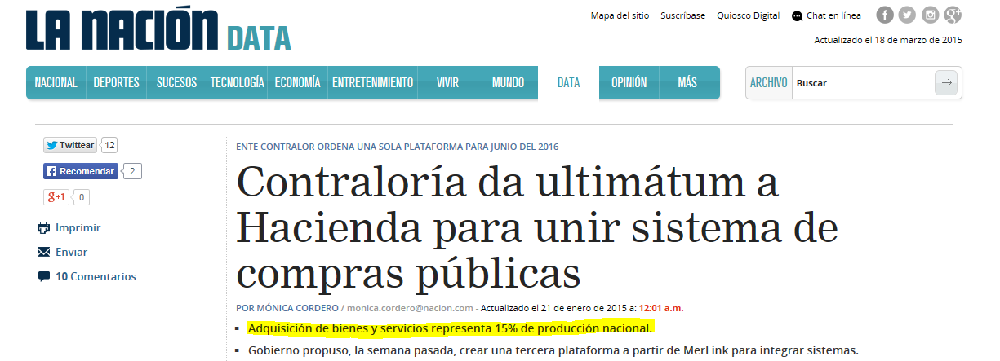 LA NACIÓN DATA
Mapa del sitio Suscríbase Quiosco Digital Chat en línea
Actualizado el 18 de marzo de 2015
NACIONAL DEPORTES SUCESOS TECNOLOGÍA ECONOMÍA ENTRETENIMIENTO VIVIR MUNDO DATA OPINIÓN MÁS ARCHIVO Buscar...
Twittear 12
Recomendar 2
g+1 0
Imprimir
Enviar
10 Comentarios
ENTE CONTRALOR ORDENA UNA SOLA PLATAFORMA PARA JUNIO DEL 2016
Contraloría da ultimátum a
Hacienda para unir sistema de
compras públicas
POR MÓNICA CORDERO / monica.cordero@nacion.com - Actualizado el 21 de enero de 2015 a: 12:01 a.m.
▪ Adquisición de bienes y servicios representa 15% de producción nacional.
▪ Gobierno propuso, la semana pasada, crear una tercera plataforma a partir de MerLink para integrar sistemas.